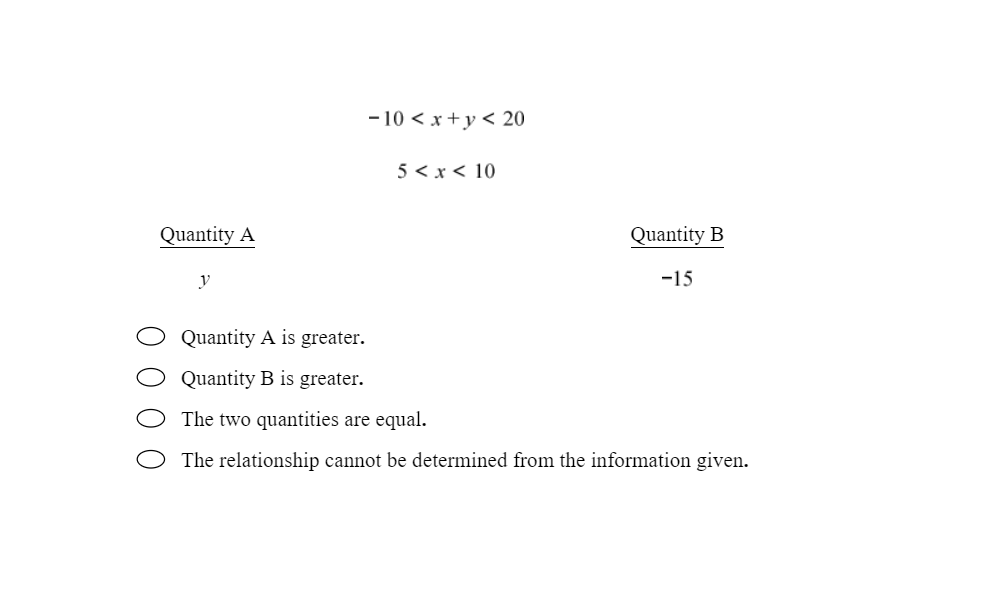 −10 < x + y < 20
5 < x < 10
Quantity A Quantity B
y −15
Quantity A is greater.
Quantity B is greater.
The two quantities are equal.
The relationship cannot be determined from the information given.